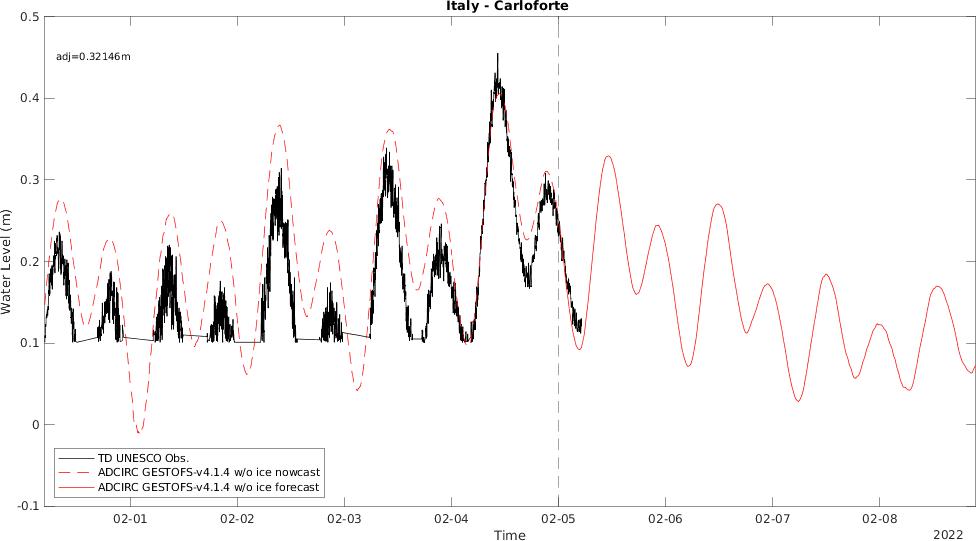 Italy - Carloforte
adj=0.32146m
0.5
0.4
0.3
0.2
0.1
0
-0.1
Water Level (m)
TD UNESCO Obs.
ADCIRC GESTOFS-v4.1.4 w/o ice nowcast
ADCIRC GESTOFS-v4.1.4 w/o ice forecast
02-01 02-02 02-03 02-04 02-05 02-06 02-07 02-08
Time
2022